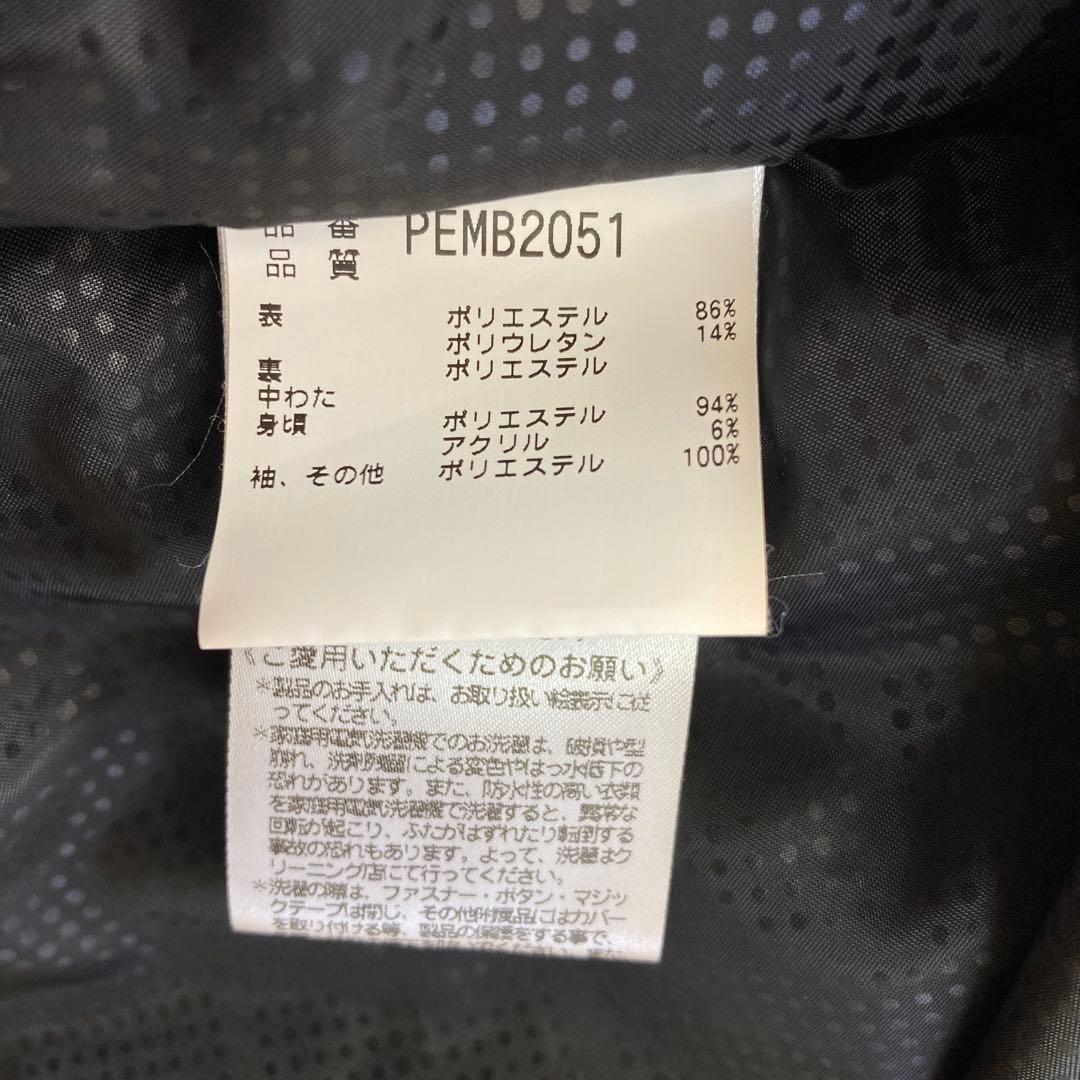 品 番 PEMB2051
品 質
表 ポリエステル 86%
ポリウレタン 14%
裏 ポリエステル
中わた
身頃 ポリエステル 94%
アクリル 6%
袖、その他 ポリエステル 100%
《ご愛用いただくためのお願い》
*製品のお手入れは、お取り扱い絵表示に従
ってください。
*家庭用電気洗濯機でのお洗濯は、破損や型
崩れ、洗剤残留による変色やはっ水低下の
恐れがあります。また、防水性の高い衣類
を家庭用電気洗濯機で洗濯すると、異常な
回転が起こり、ふたがはずれたり転倒する
事故の恐れもあります。よって、洗濯はク
リーニング店にて行ってください。
*洗濯の際は、ファスナー・ボタン・マジッ
クテープは閉じ、その他附属品にはカバー
を取り付ける等、製品の保護をする事で、